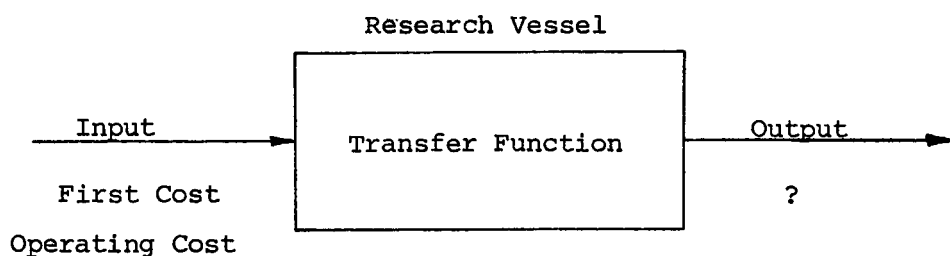 Research Vessel
Input
Transfer Function
Output
First Cost
?
Operating Cost